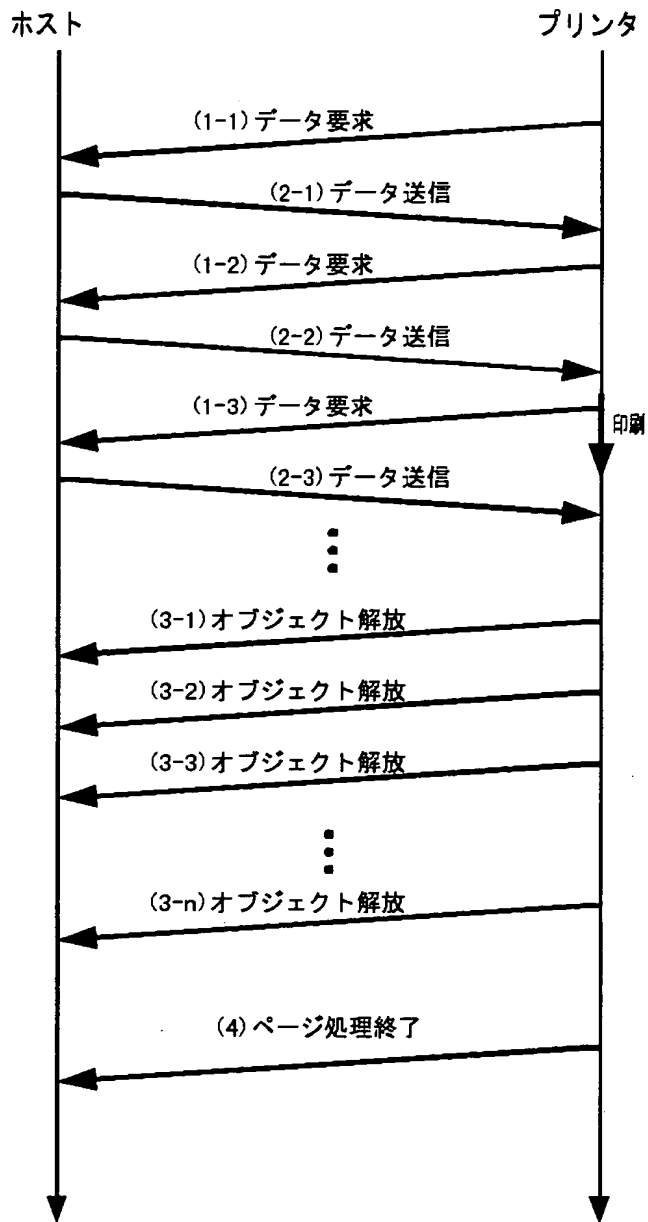 ホスト
プリンタ
(1-1)データ要求
(2-1)データ送信
(1-2)データ要求
(2-2)データ送信
(1-3)データ要求
印刷
(2-3)データ送信
(3-1)オブジェクト解放
(3-2)オブジェクト解放
(3-3)オブジェクト解放
(3-n)オブジェクト解放
(4)ページ処理終了